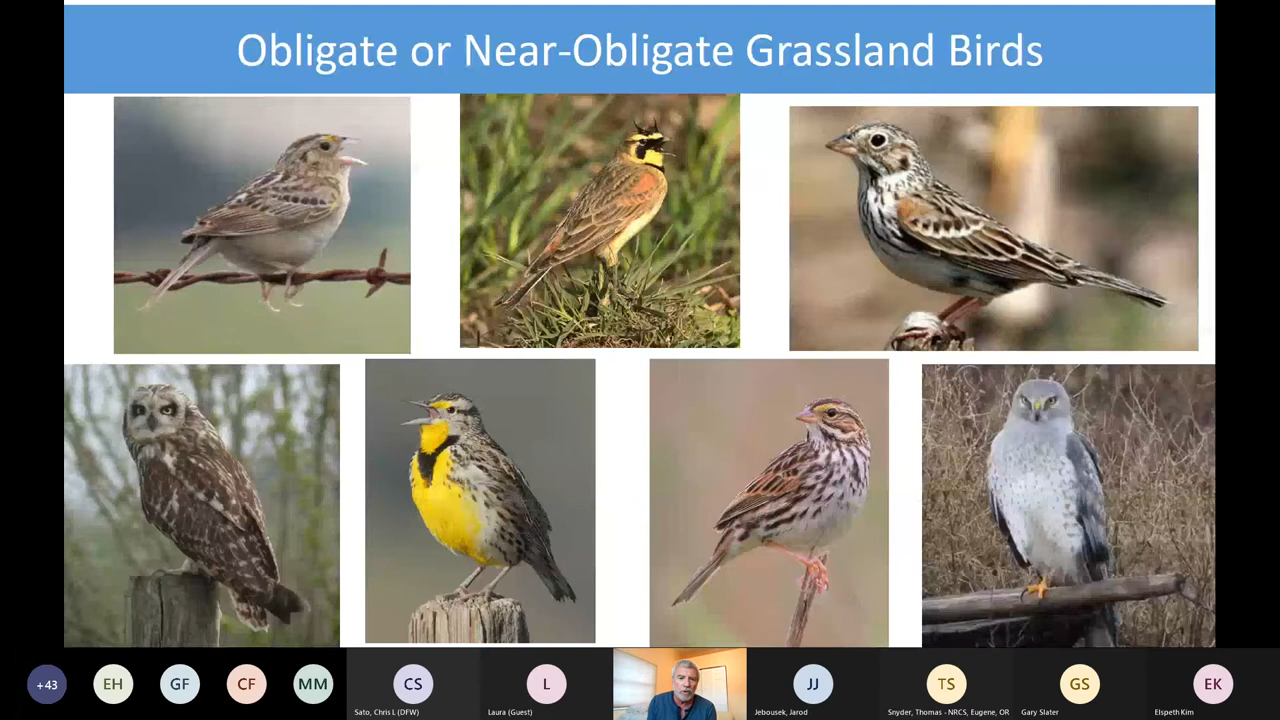 Obligate or Near-Obligate Grassland Birds
+43
EH
GF
CF
MM
CS
L
JJ
TS
GS
EK
Sato, Chris L (DFW)
Laura (Guest)
Jebousek, Jarod
Snyder, Thomas - NRCS, Eugene, OR
Gary Slater
Elspeth Kim